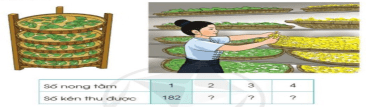 Số nong tằm 1 2 3 4
Số kén thu được 182 ? ? ?